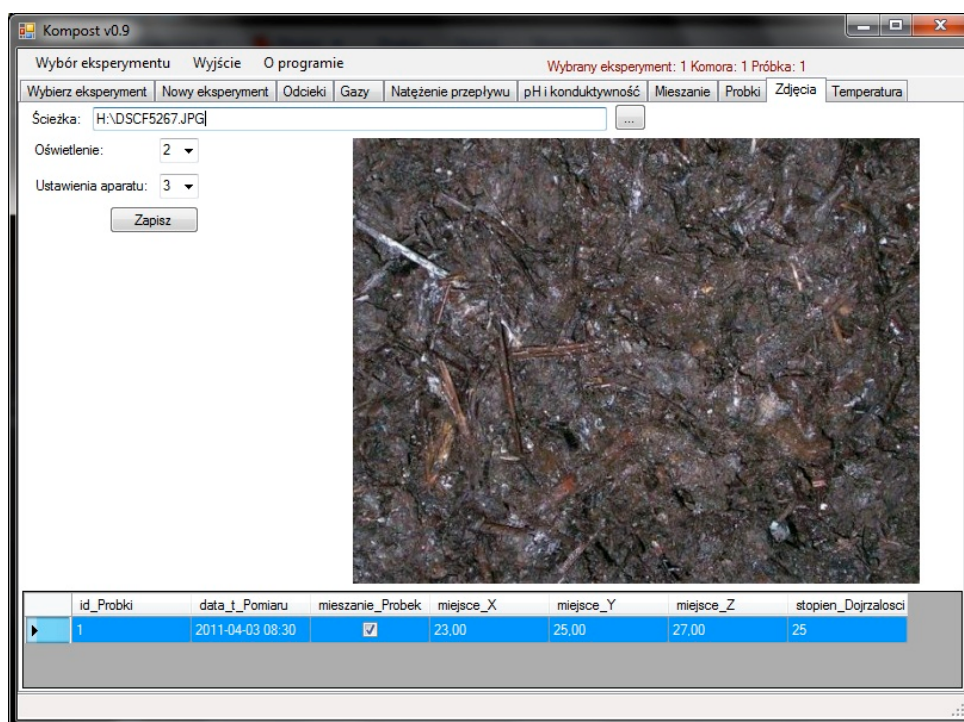 Kompost v0.9
Wybór eksperymentu Wyjście O programie Wybrany eksperyment: 1 Komora: 1 Próbka: 1
Wybierz eksperyment Nowy eksperyment Odcieki Gazy Natężenie przepływu pH i konduktywność Mieszanie Probki Zdjęcia Temperatura
Ścieżka: H:\DSCF5267.JPG ...
Oświetlenie: 2
Ustawienia aparatu: 3
Zapisz
id_Probki data_t_Pomiaru mieszanie_Probek miejsce_X miejsce_Y miejsce_Z stopien_Dojrzalosci
1 2011-04-03 08:30 23,00 25,00 27,00 25